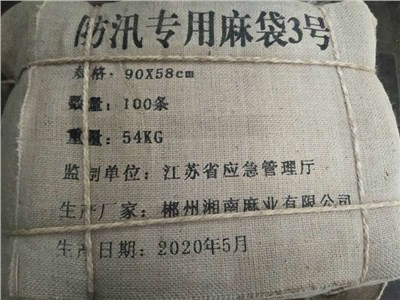 防汛专用麻袋3号
规格：90X58cm
数量：100条
重量：54KG
监制单位：江苏省应急管理厅
生产厂家：郴州湘南麻业有限公司
生产日期：2020年5月